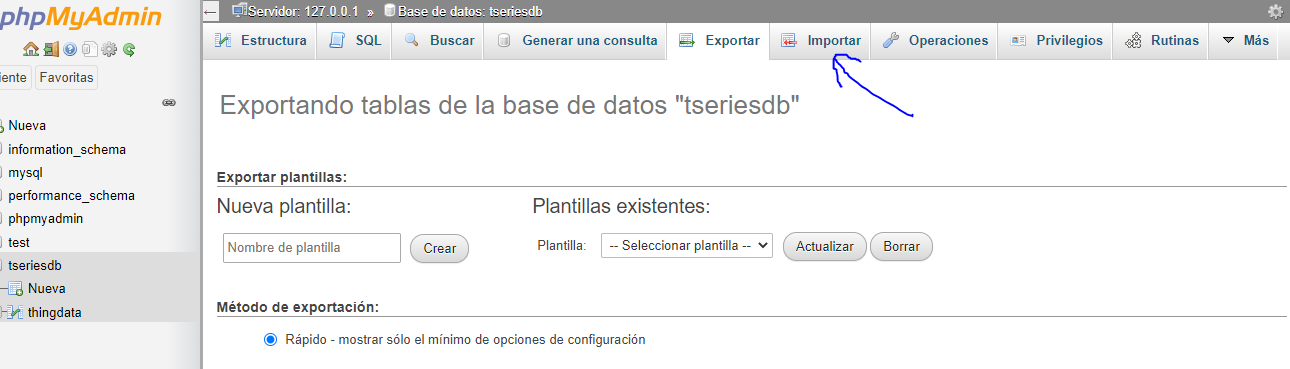 phpMyAdmin
Servidor: 127.0.0.1 » Base de datos: tseriesdb
Estructura SQL Buscar Generar una consulta Exportar Importar Operaciones Privilegios Rutinas Más
iente Favoritas
Nueva
information_schema
mysql
performance_schema
phpmyadmin
test
tseriesdb
Nueva
thingdata
Exportando tablas de la base de datos "tseriesdb"
Exportar plantillas:
Nueva plantilla: Plantillas existentes:
Nombre de plantilla Crear Plantilla: -- Seleccionar plantilla -- Actualizar Borrar
Método de exportación:
Rápido - mostrar sólo el mínimo de opciones de configuración